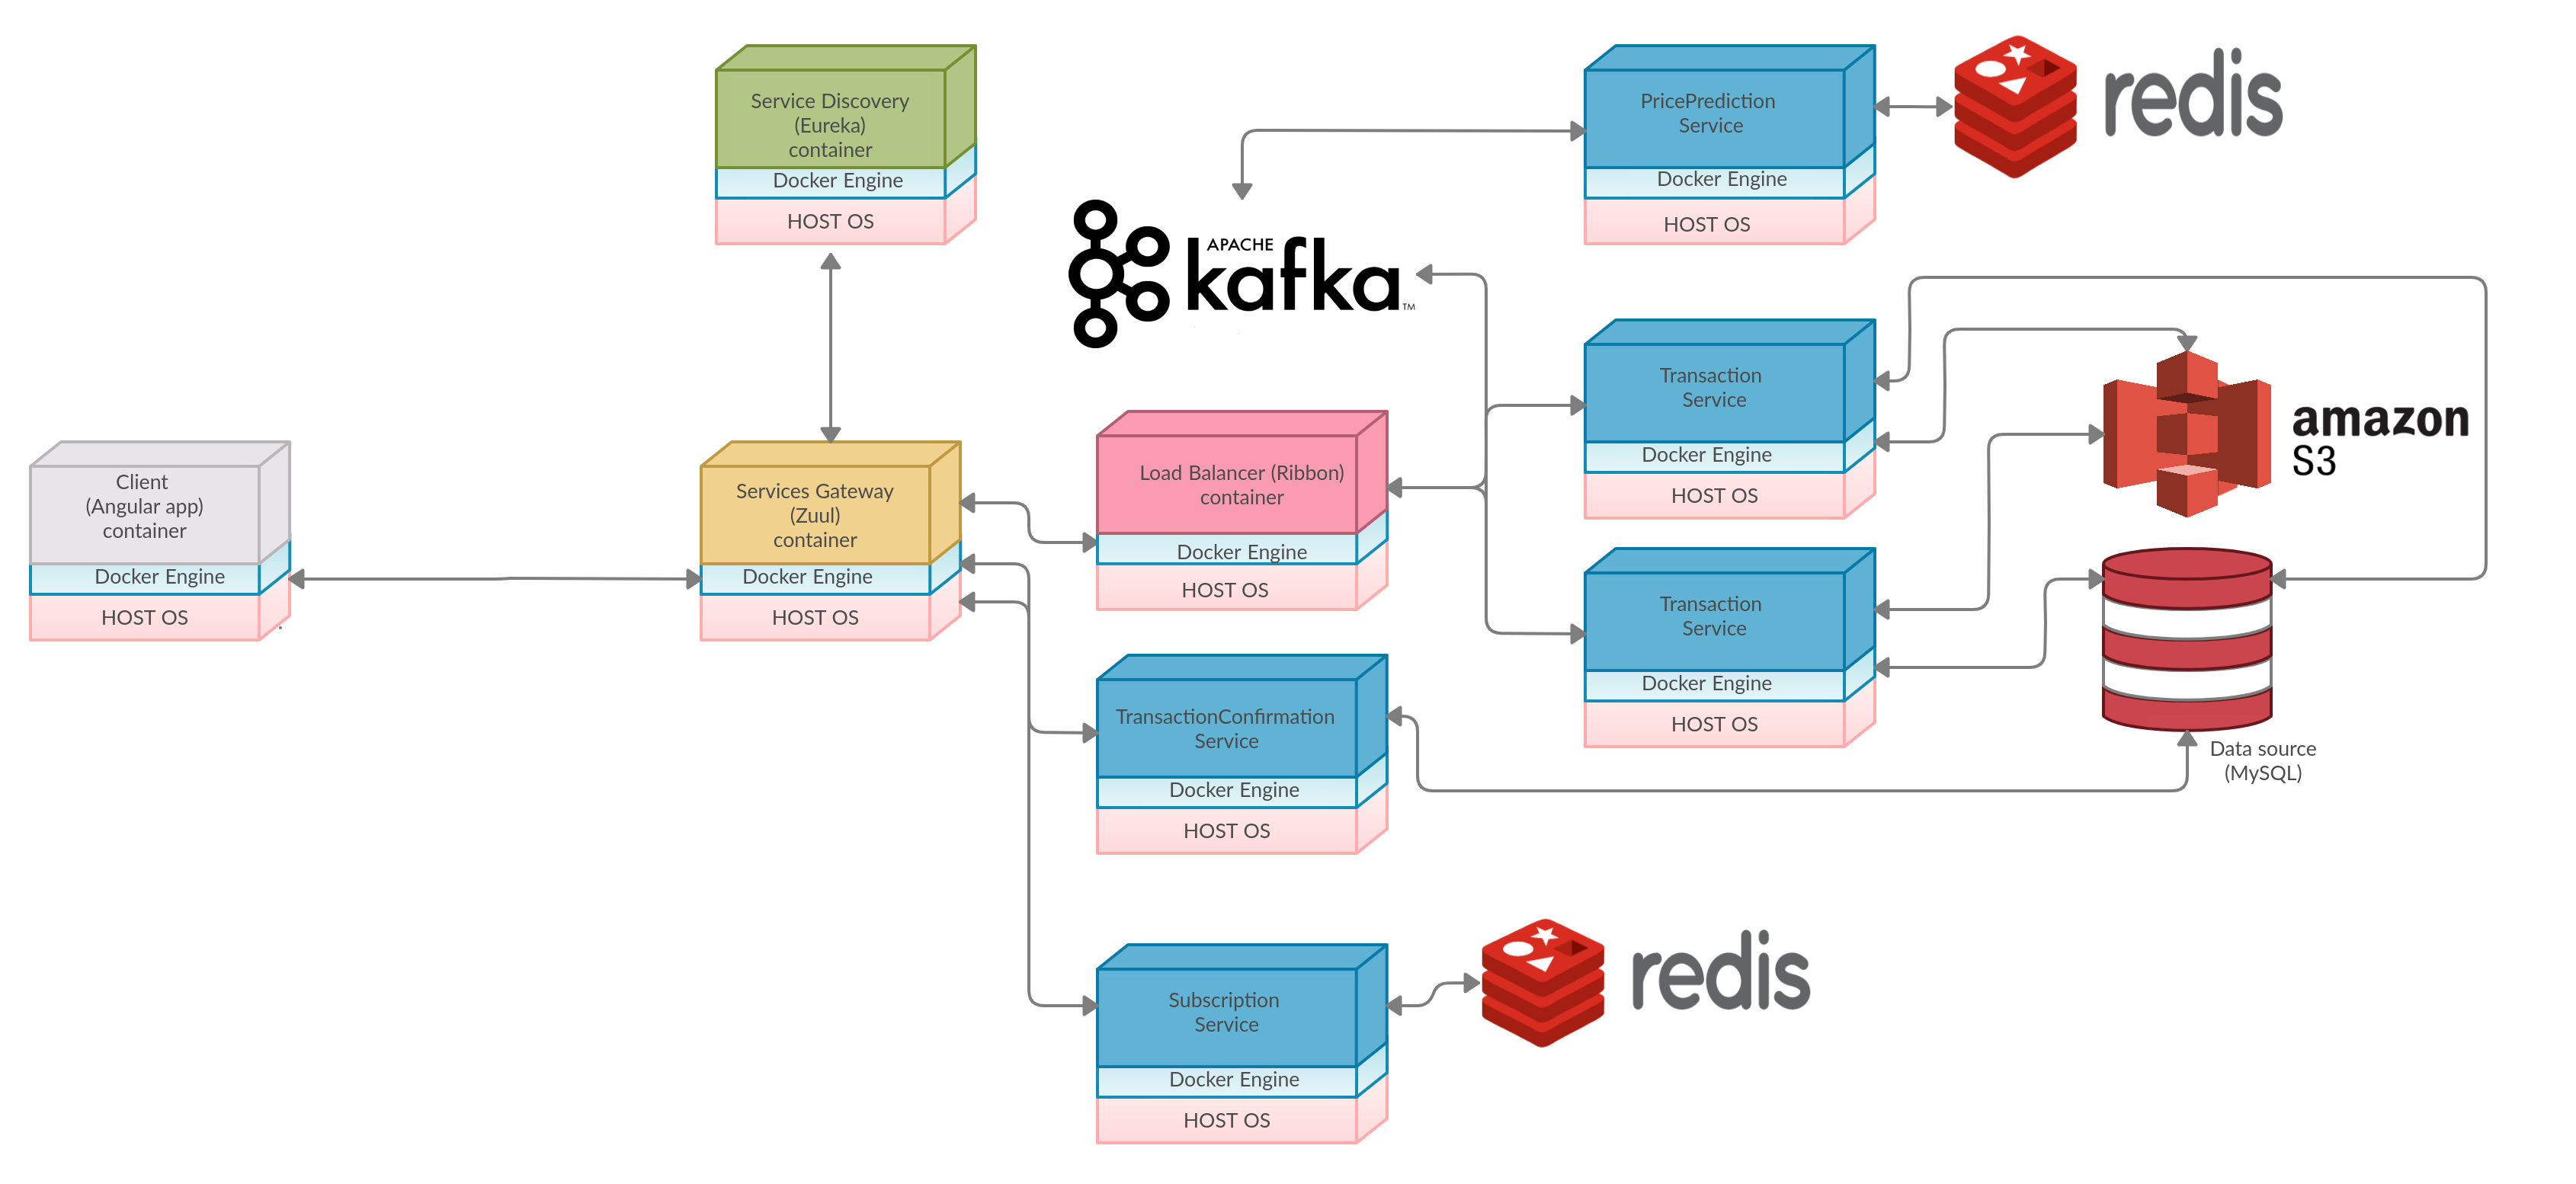 Service Discovery
(Eureka)
container
Docker Engine
HOST OS
PricePrediction
Service
Docker Engine
HOST OS
redis
APACHE
kafka
TM
Transaction
Service
Docker Engine
HOST OS
amazon
S3
Client
(Angular app)
container
Docker Engine
HOST OS
Services Gateway
(Zuul)
container
Docker Engine
HOST OS
Load Balancer (Ribbon)
container
Docker Engine
HOST OS
Transaction
Service
Docker Engine
HOST OS
Data source
(MySQL)
TransactionConfirmation
Service
Docker Engine
HOST OS
Subscription
Service
Docker Engine
HOST OS
redis